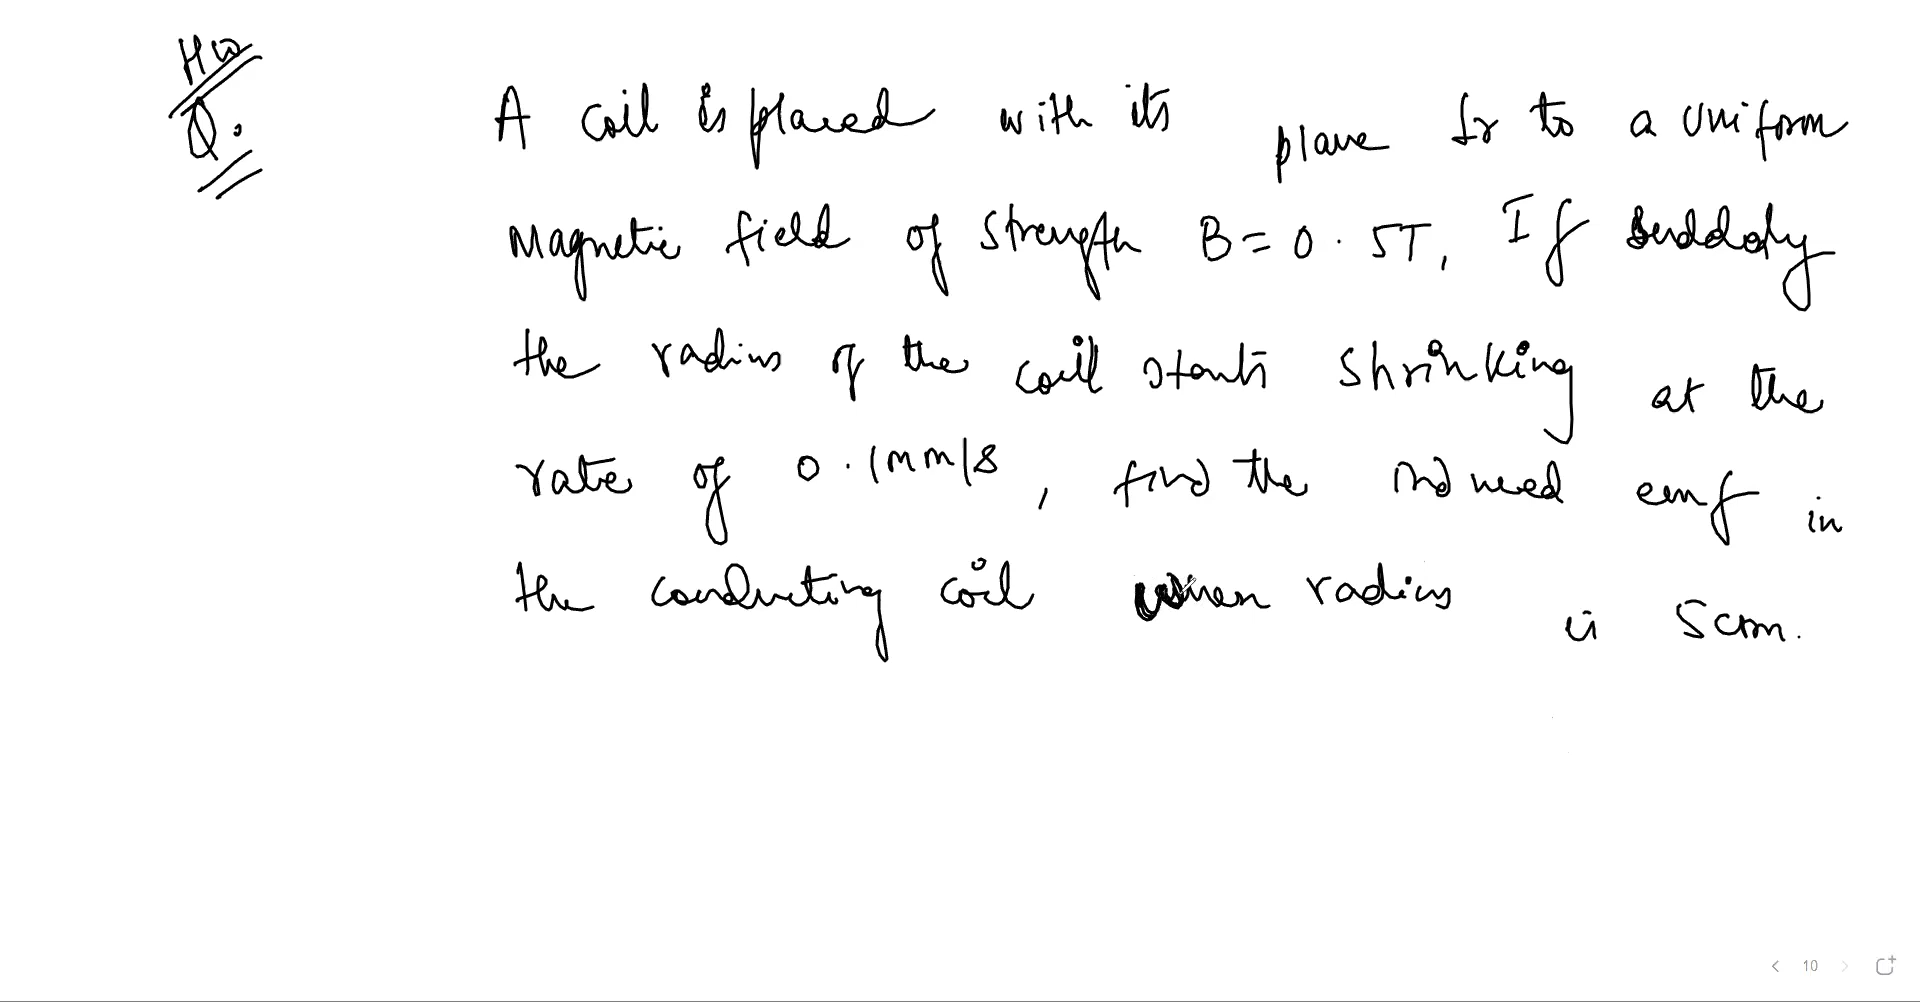 HW
Q.
A coil is placed with its plane ⊥r to a uniform
Magnetic field of strength B = 0.5T, If suddenly
the radius of the coil starts shrinking at the
rate of 0.1mm/s, find the induced emf in
the conducting coil when radius is 5cm.
10